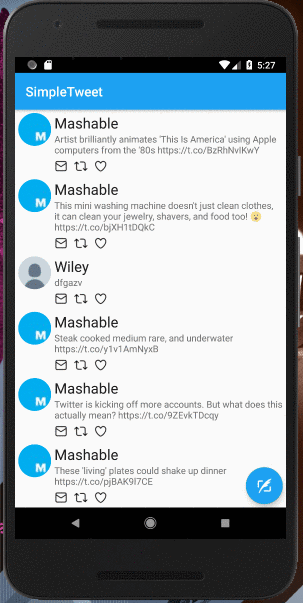 5:27
SimpleTweet
Mashable
Artist brilliantly animates 'This Is America' using Apple
computers from the '80s https://t.co/BzRhNvIKwY
Mashable
This mini washing machine doesn't just clean clothes,
it can clean your jewelry, shavers, and food too! 😮
https://t.co/bjXH1tDQkC
Wiley
dfgazv
Mashable
Steak cooked medium rare, and underwater
https://t.co/y1v1AmNyxB
Mashable
Twitter is kicking off more accounts. But what does this
actually mean? https://t.co/9ZEvkTDcqy
Mashable
These 'living' plates could shake up dinner
https://t.co/pjBAK9I7CE
M
M
M
M
M